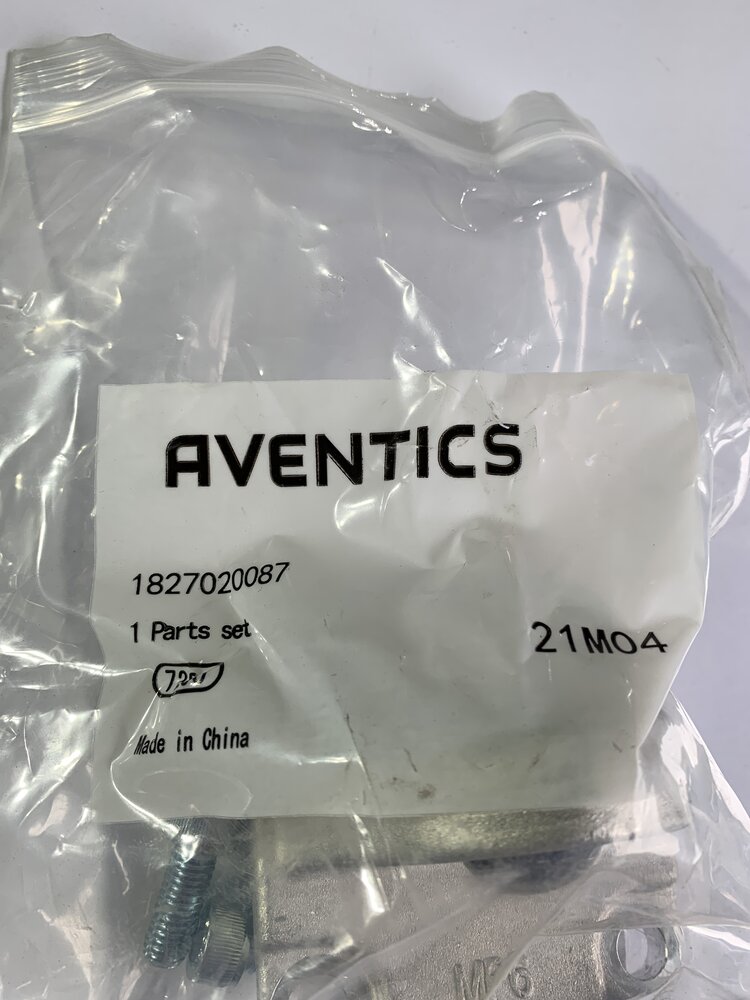 AVENTICS
1827020087
1 Parts set
21M04
Made in China